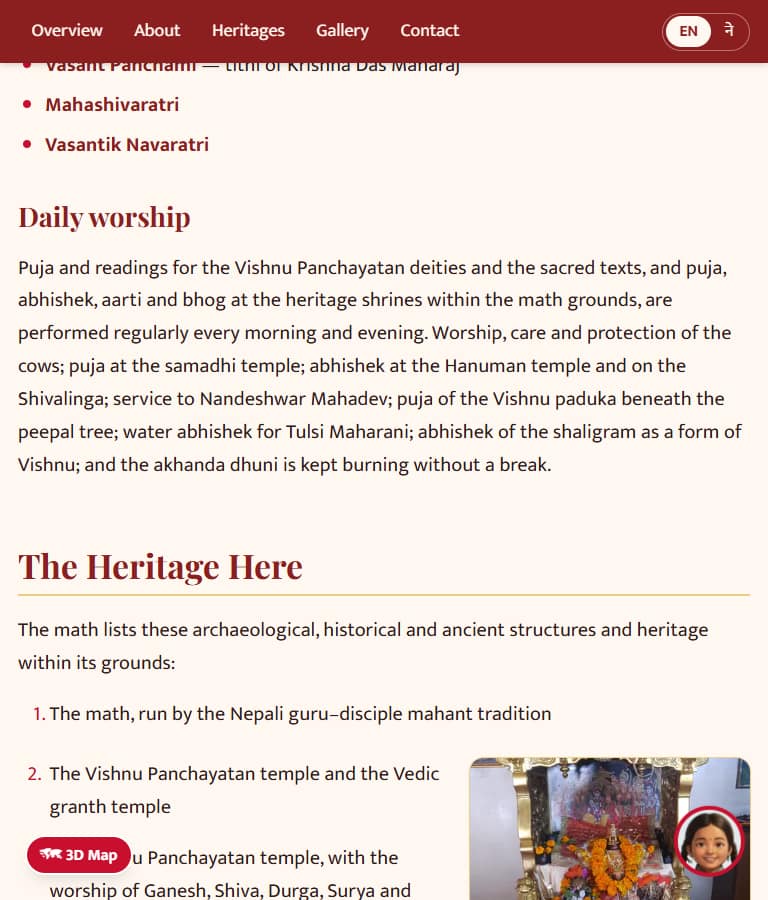 Overview About Heritages Gallery Contact EN ने
Vasant Panchami — tithi of Krishna Das Maharaj
Mahashivaratri
Vasantik Navaratri
Daily worship
Puja and readings for the Vishnu Panchayatan deities and the sacred texts, and puja,
abhishek, aarti and bhog at the heritage shrines within the math grounds, are
performed regularly every morning and evening. Worship, care and protection of the
cows; puja at the samadhi temple; abhishek at the Hanuman temple and on the
Shivalinga; service to Nandeshwar Mahadev; puja of the Vishnu paduka beneath the
peepal tree; water abhishek for Tulsi Maharani; abhishek of the shaligram as a form of
Vishnu; and the akhanda dhuni is kept burning without a break.
The Heritage Here
The math lists these archaeological, historical and ancient structures and heritage
within its grounds:
1. The math, run by the Nepali guru–disciple mahant tradition
2. The Vishnu Panchayatan temple and the Vedic
granth temple
3D Map
u Panchayatan temple, with the
worship of Ganesh, Shiva, Durga, Surya and